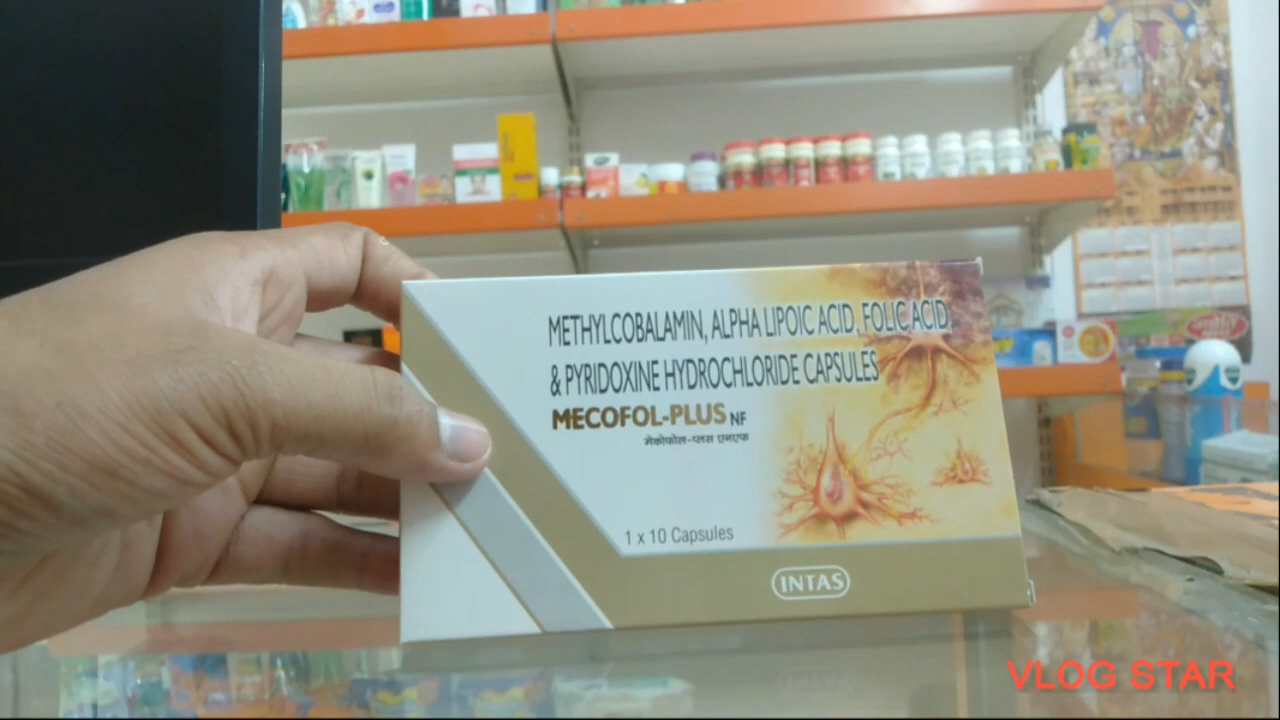 METHYLCOBALAMIN, ALPHA LIPOIC ACID, FOLIC ACID
& PYRIDOXINE HYDROCHLORIDE CAPSULES
MECOFOL-PLUS NF
मेकोफोल-प्लस एनएफ
1 x 10 Capsules
INTAS
VLOG STAR